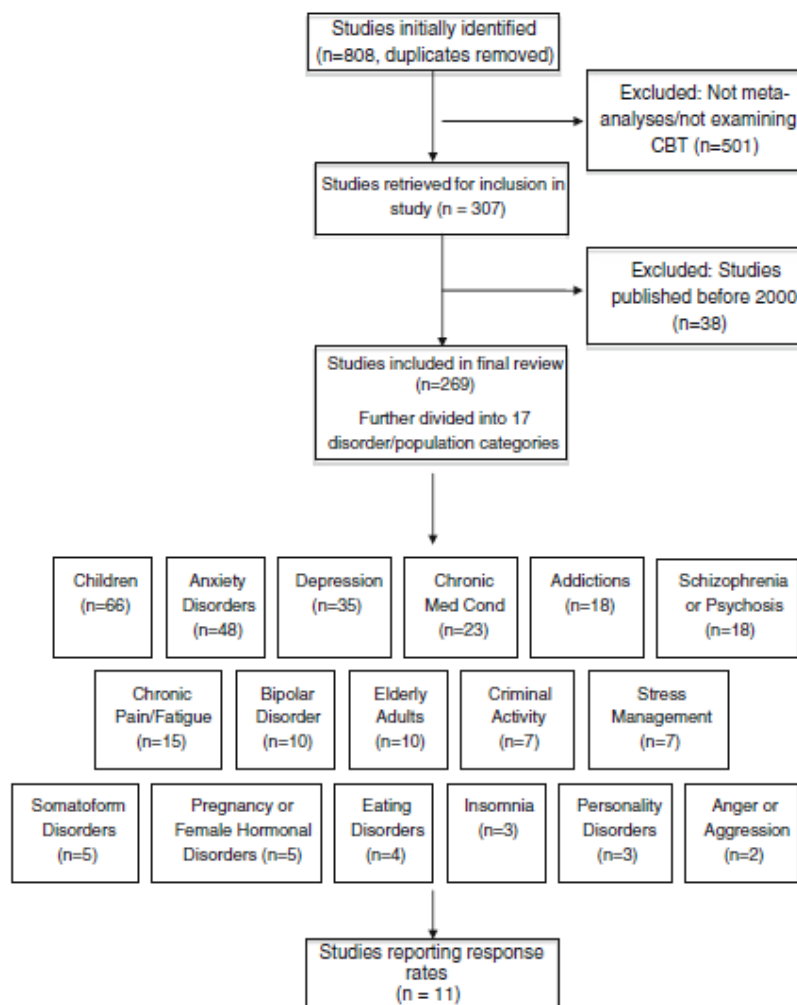 Studies initially identified
(n=808, duplicates removed)
Excluded: Not meta-
analyses/not examining
CBT (n=501)
Studies retrieved for inclusion in
study (n = 307)
Excluded: Studies
published before 2000
(n=38)
Studies included in final review
(n=269)
Further divided into 17
disorder/population categories
Children
(n=66)
Anxiety
Disorders
(n=48)
Depression
(n=35)
Chronic
Med Cond
(n=23)
Addictions
(n=18)
Schizophrenia
or Psychosis
(n=18)
Chronic
Pain/Fatigue
(n=15)
Bipolar
Disorder
(n=10)
Elderly
Adults
(n=10)
Criminal
Activity
(n=7)
Stress
Management
(n=7)
Somatoform
Disorders
(n=5)
Pregnancy or
Female Hormonal
Disorders (n=5)
Eating
Disorders
(n=4)
Insomnia
(n=3)
Personality
Disorders
(n=3)
Anger or
Aggression
(n=2)
Studies reporting response
rates
(n = 11)